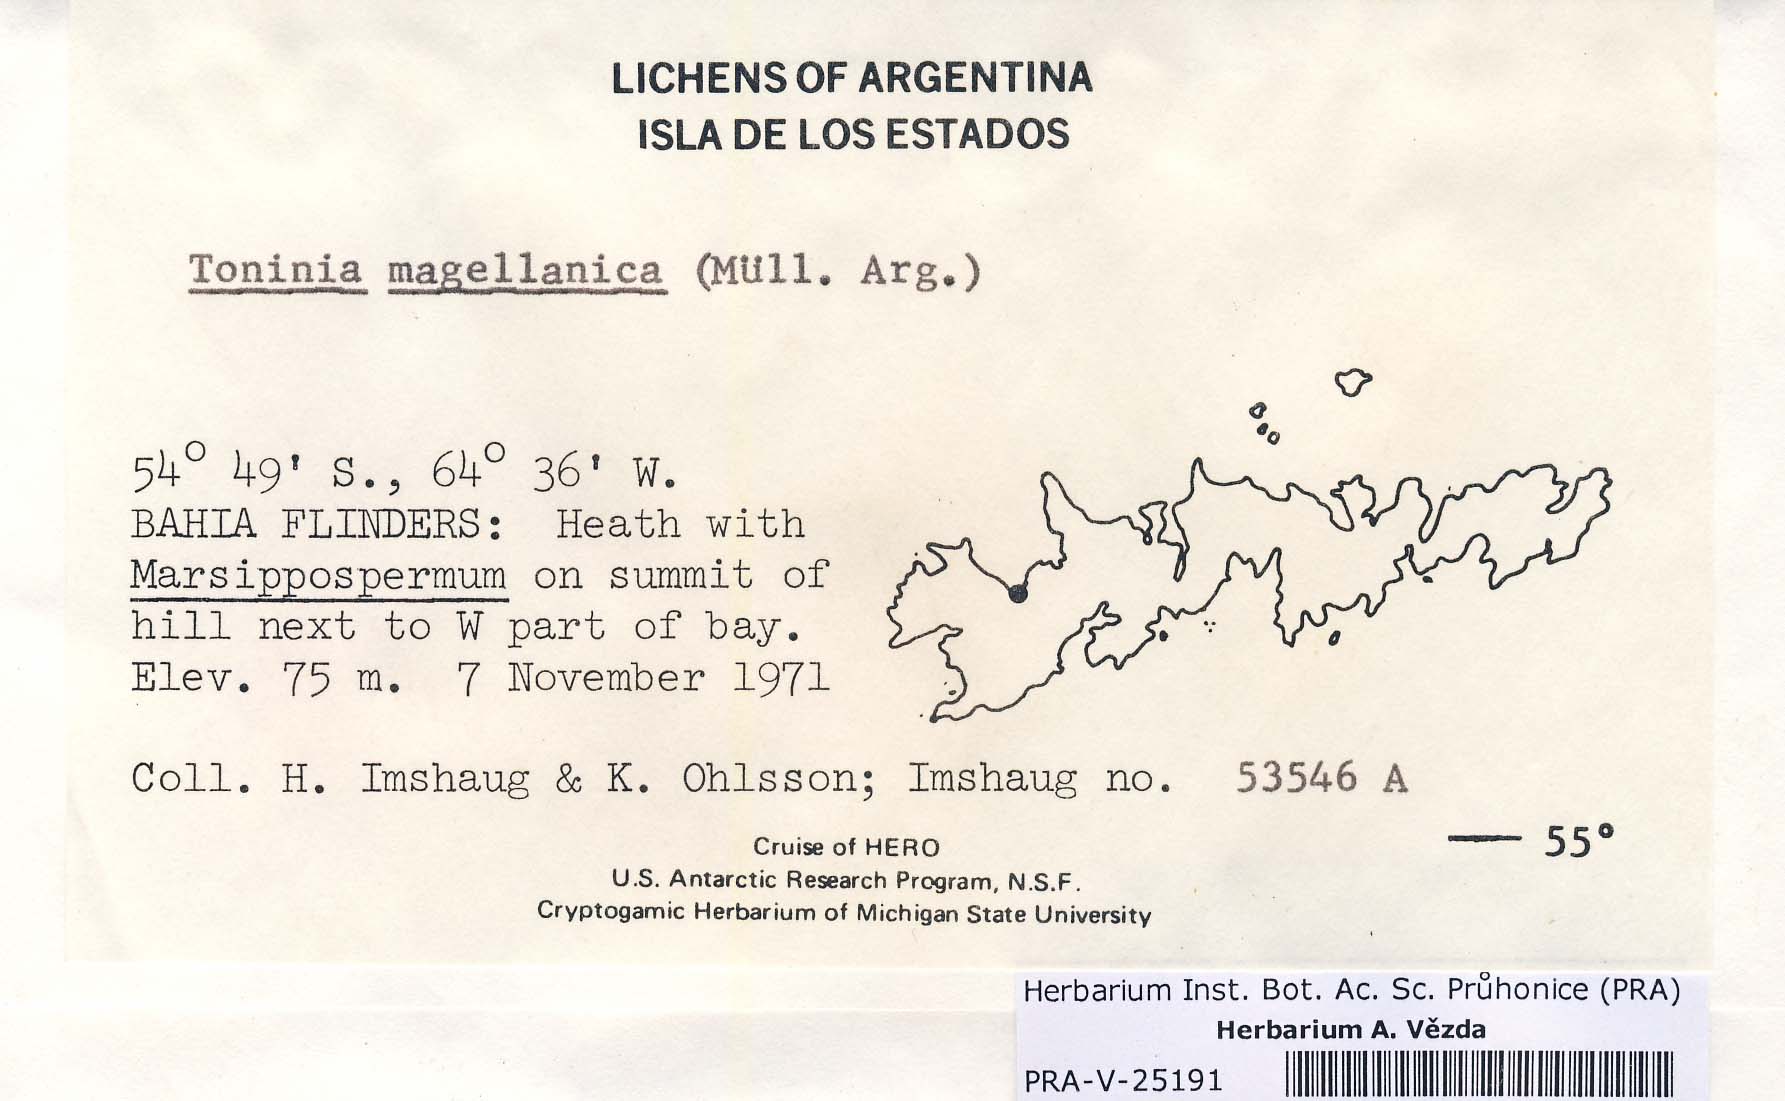 LICHENS OF ARGENTINA
ISLA DE LOS ESTADOS
Toninia magellanica (Müll. Arg.)
54° 49' S., 64° 36' W.
BAHIA FLINDERS: Heath with
Marsippospermum on summit of
hill next to W part of bay.
Elev. 75 m. 7 November 1971
Coll. H. Imshaug & K. Ohlsson; Imshaug no. 53546 A
55°
Cruise of HERO
U.S. Antarctic Research Program, N.S.F.
Cryptogamic Herbarium of Michigan State University
Herbarium Inst. Bot. Ac. Sc. Průhonice (PRA)
Herbarium A. Vězda
PRA-V-25191